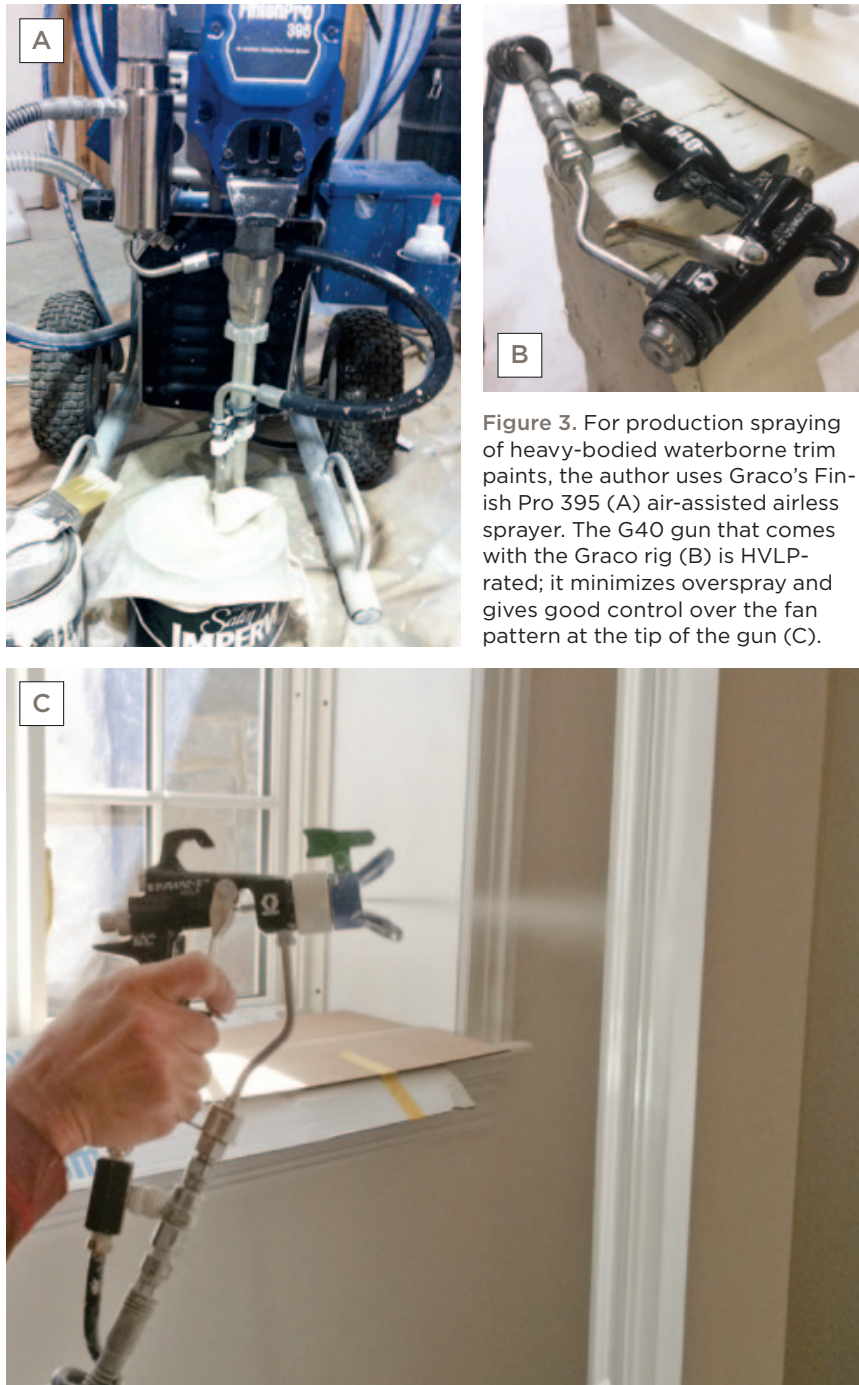 A
FinishPro
395
Satin
IMPERV
B
G40
Figure 3. For production spraying
of heavy-bodied waterborne trim
paints, the author uses Graco's Fin-
ish Pro 395 (A) air-assisted airless
sprayer. The G40 gun that comes
with the Graco rig (B) is HVLP-
rated; it minimizes overspray and
gives good control over the fan
pattern at the tip of the gun (C).
C